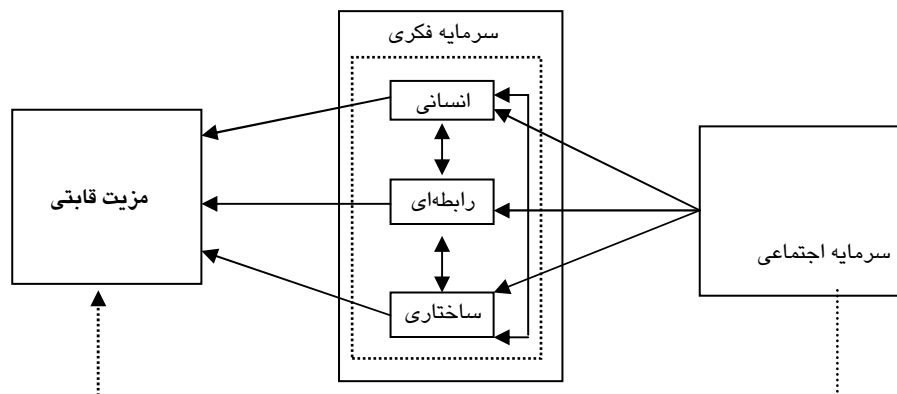 سرمایه فکری
انسانی
رابطه‌ای
ساختاری
سرمایه اجتماعی
مزیت قابتی